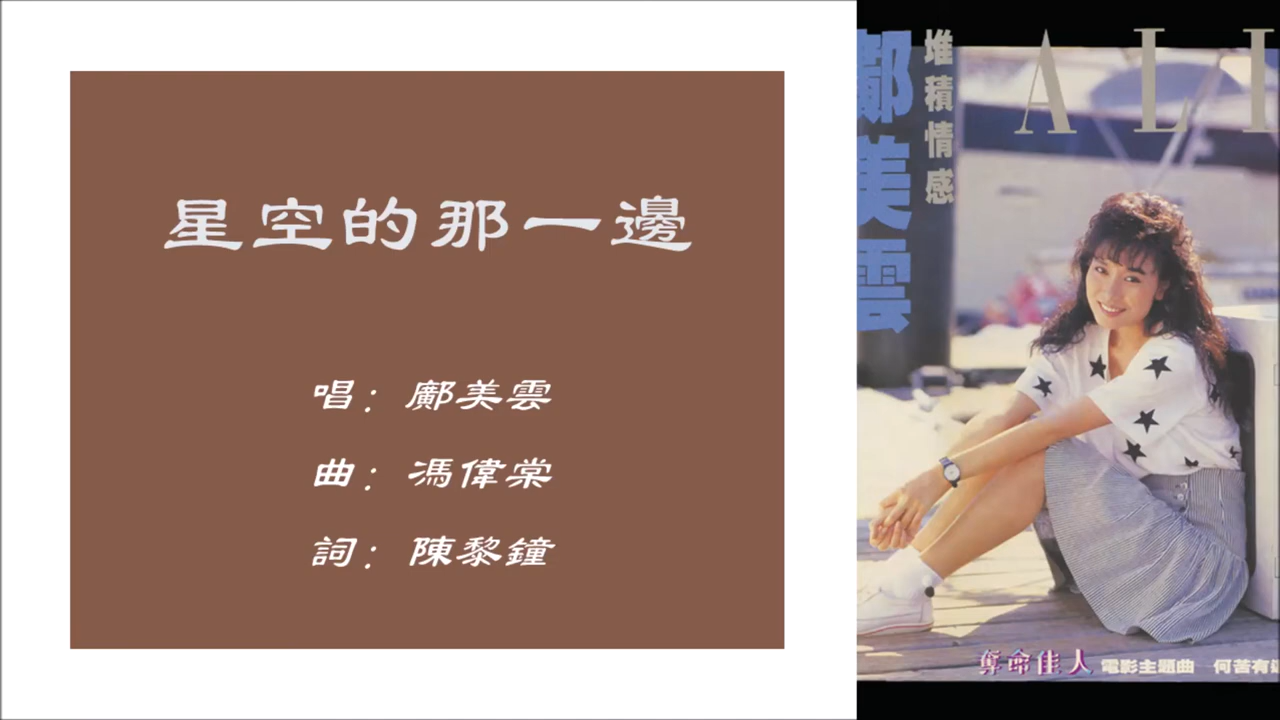 星空的那一邊
唱：鄺美雲
曲：馮偉棠
詞：陳黎鐘
鄺美雲
堆積情感
ALI
奪命佳人 電影主題曲 何苦有